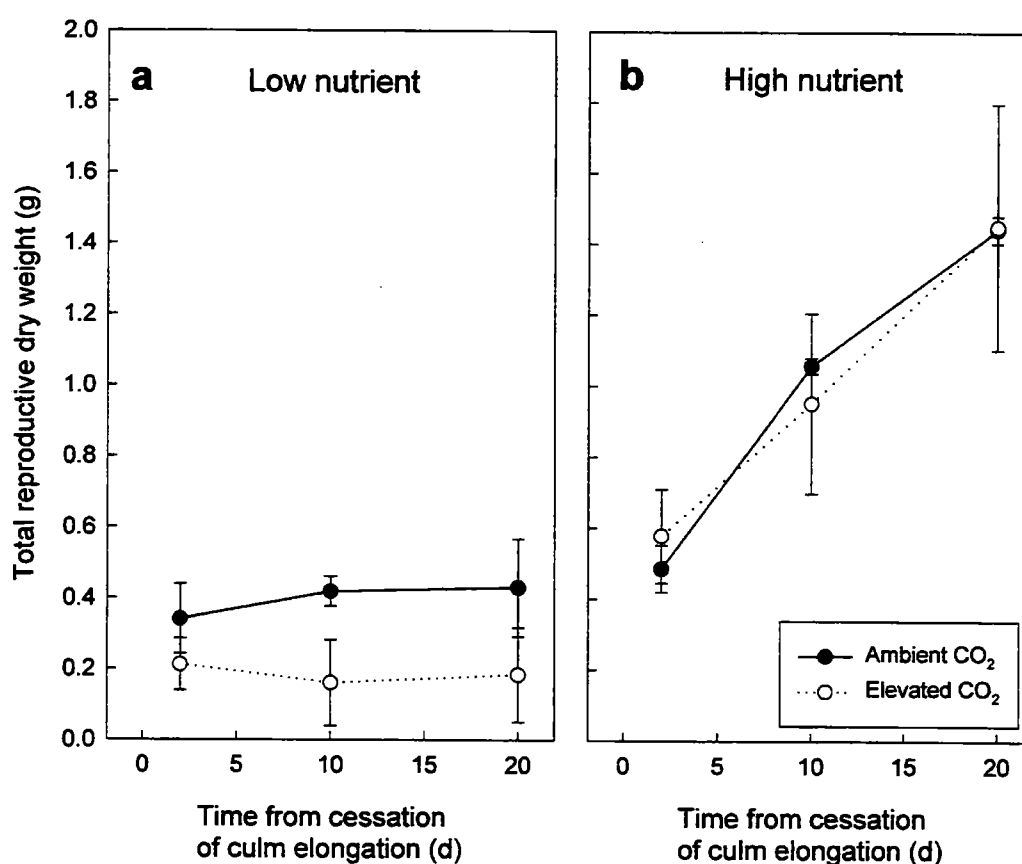 a Low nutrient
b High nutrient
Total reproductive dry weight (g)
2.0
1.8
1.6
1.4
1.2
1.0
0.8
0.6
0.4
0.2
0.0
Ambient CO₂
Elevated CO₂
0 5 10 15 20
0 5 10 15 20
Time from cessation
of culm elongation (d)
Time from cessation
of culm elongation (d)